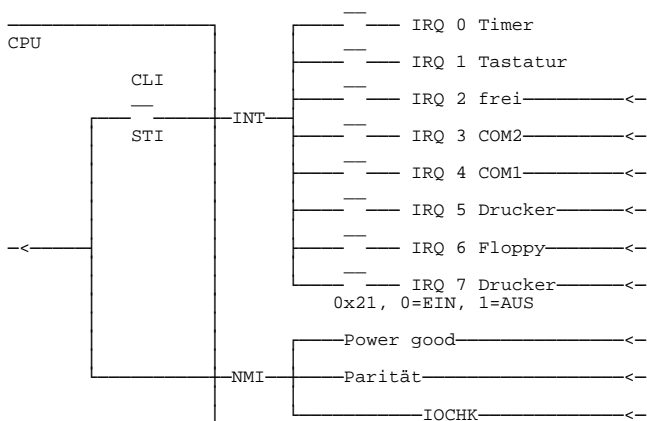 IRQ 0 Timer
CPU
IRQ 1 Tastatur
CLI
IRQ 2 frei
INT
STI
IRQ 3 COM2
IRQ 4 COM1
IRQ 5 Drucker
IRQ 6 Floppy
IRQ 7 Drucker
0x21, 0=EIN, 1=AUS
Power good
NMI
Parität
IOCHK